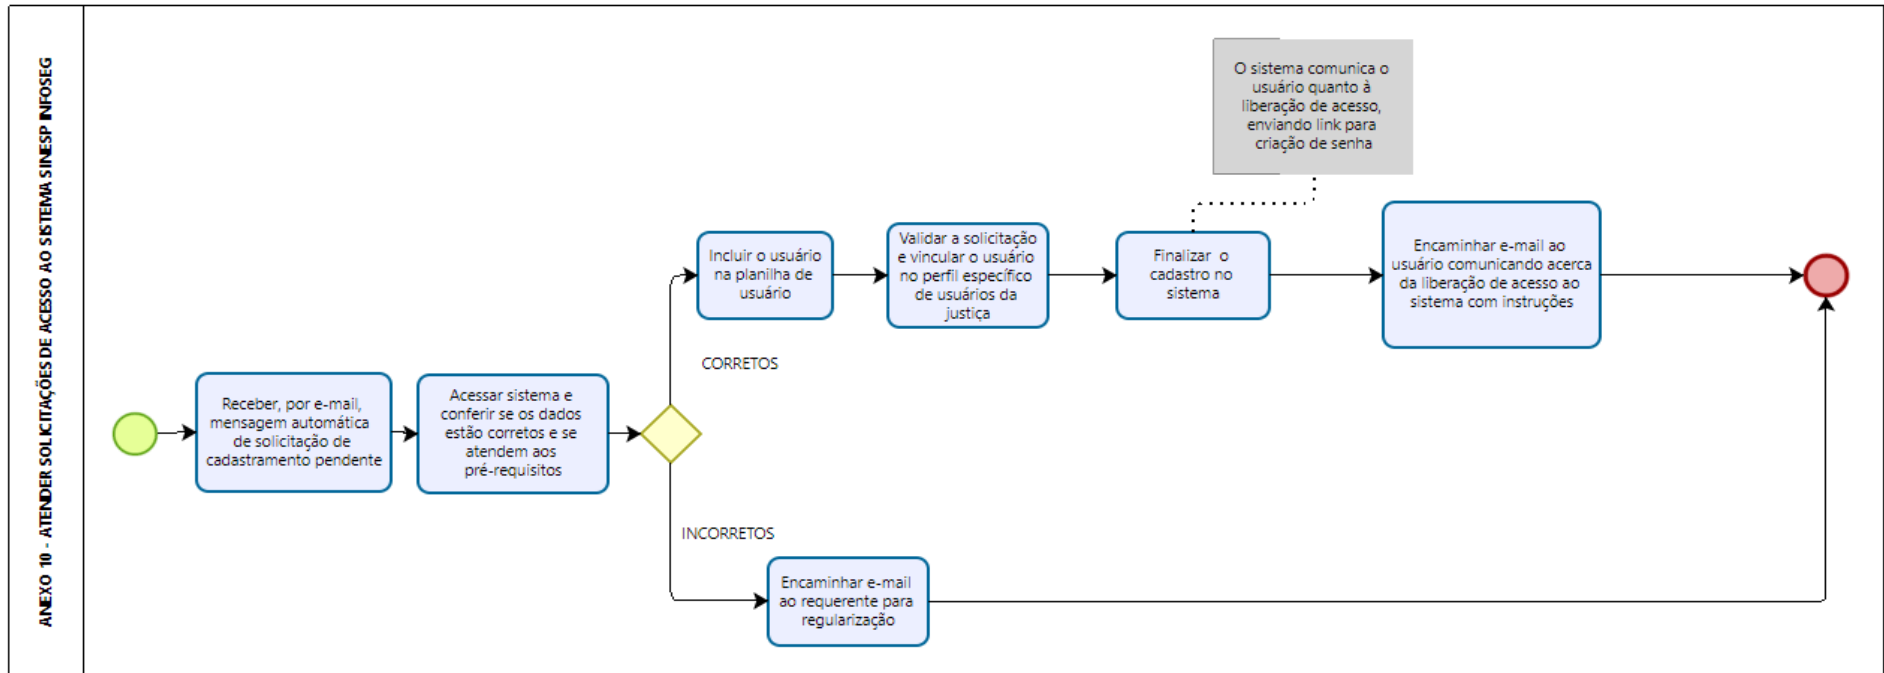 ANEXO 10 - ATENDER SOLICITAÇÕES DE ACESSO AO SISTEMA SINESP INFOSEG
Receber, por e-mail,
mensagem automática
de solicitação de
cadastramento pendente
Acessar sistema e
conferir se os dados
estão corretos e se
atendem aos
pré-requisitos
CORRETOS
Incluir o usuário
na planilha de
usuário
Validar a solicitação
e vincular o usuário
no perfil específico
de usuários da
justiça
Finalizar o
cadastro no
sistema
O sistema comunica o
usuário quanto à
liberação de acesso,
enviando link para
criação de senha
Encaminhar e-mail ao
usuário comunicando acerca
da liberação de acesso ao
sistema com instruções
INCORRETOS
Encaminhar e-mail
ao requerente para
regularização